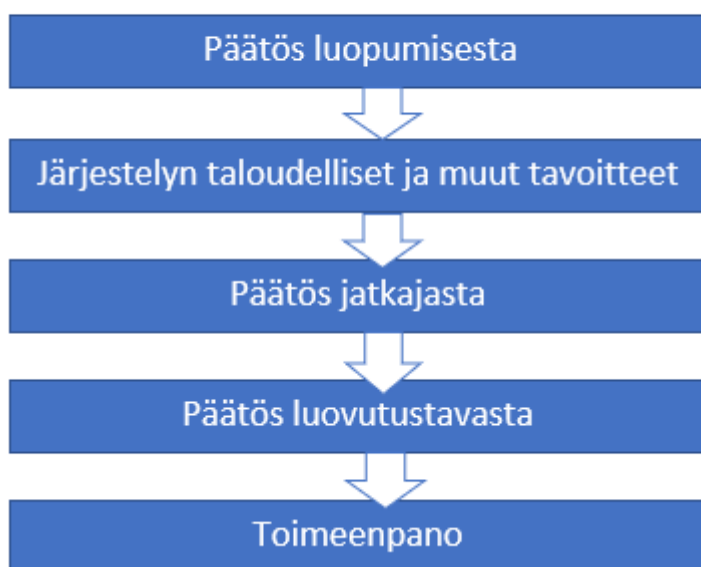 Päätös luopumisesta
Järjestelyn taloudelliset ja muut tavoitteet
Päätös jatkajasta
Päätös luovutustavasta
Toimeenpano